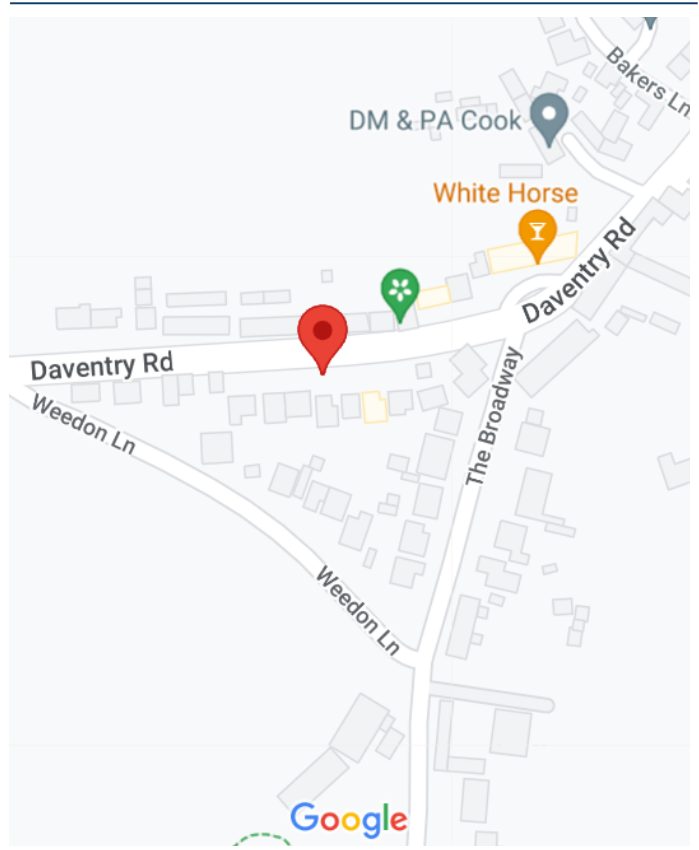 Bakers Ln
DM & PA Cook
White Horse
Daventry Rd
Daventry Rd
Weedon Ln
The Broadway
Weedon Ln
Google